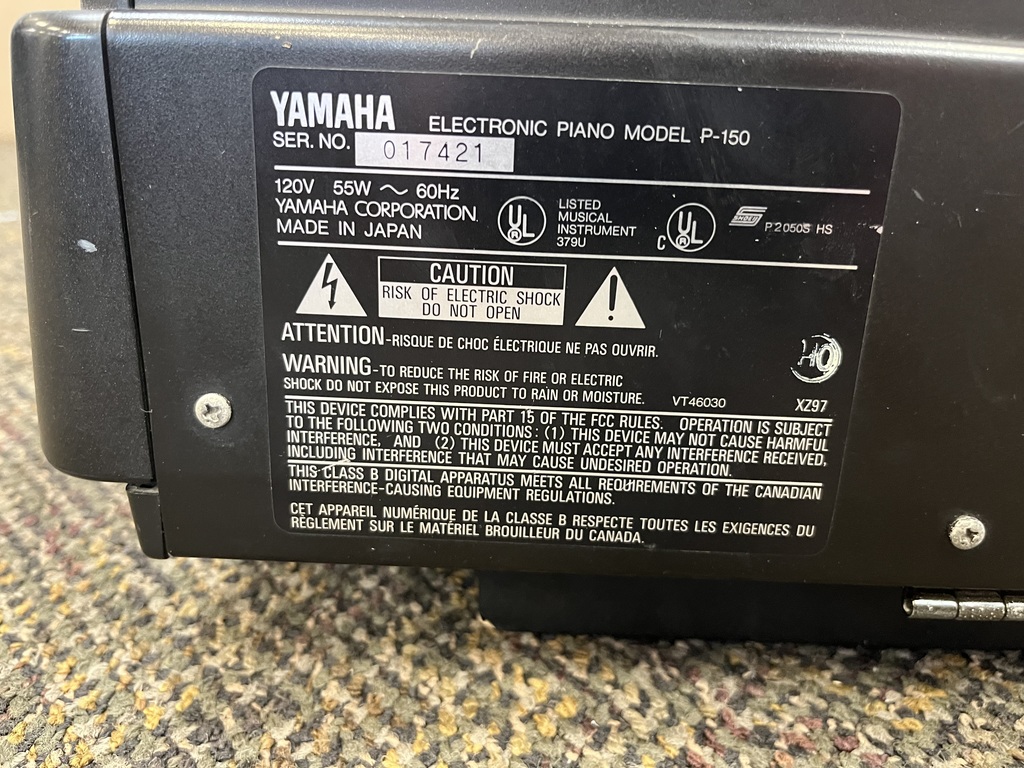 YAMAHA ELECTRONIC PIANO MODEL P-150
SER. NO. 017421
120V 55W ~ 60Hz
YAMAHA CORPORATION
MADE IN JAPAN
UL
LISTED
MUSICAL
INSTRUMENT
379U
C UL
P20505 HS
CAUTION
RISK OF ELECTRIC SHOCK
DO NOT OPEN
ATTENTION-RISQUE DE CHOC ÉLECTRIQUE NE PAS OUVRIR.
WARNING-TO REDUCE THE RISK OF FIRE OR ELECTRIC
SHOCK DO NOT EXPOSE THIS PRODUCT TO RAIN OR MOISTURE.
VT46030 XZ97
THIS DEVICE COMPLIES WITH PART 15 OF THE FCC RULES. OPERATION IS SUBJECT
TO THE FOLLOWING TWO CONDITIONS: (1) THIS DEVICE MAY NOT CAUSE HARMFUL
INTERFERENCE, AND (2) THIS DEVICE MUST ACCEPT ANY INTERFERENCE RECEIVED,
INCLUDING INTERFERENCE THAT MAY CAUSE UNDESIRED OPERATION.
THIS CLASS B DIGITAL APPARATUS MEETS ALL REQUIREMENTS OF THE CANADIAN
INTERFERENCE-CAUSING EQUIPMENT REGULATIONS.
CET APPAREIL NUMÉRIQUE DE LA CLASSE B RESPECTE TOUTES LES EXIGENCES DU
RÈGLEMENT SUR LE MATÉRIEL BROUILLEUR DU CANADA.